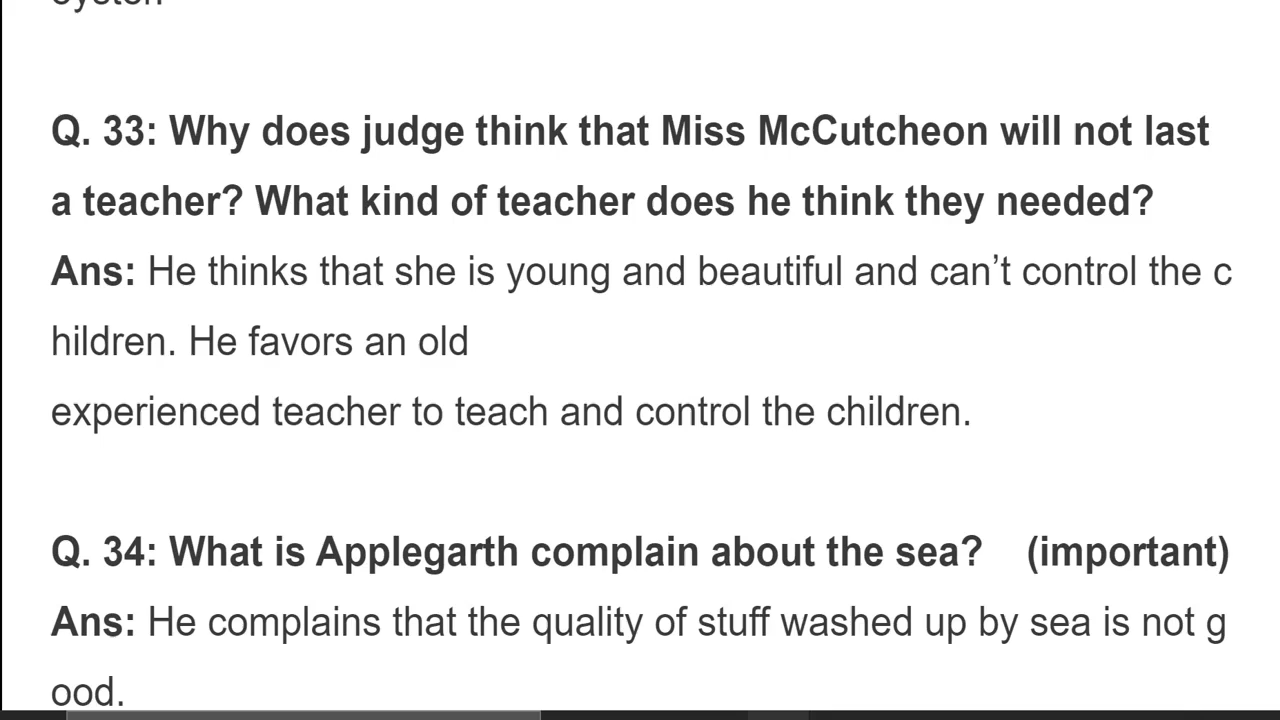 Q. 33: Why does judge think that Miss McCutcheon will not last
a teacher? What kind of teacher does he think they needed?
Ans: He thinks that she is young and beautiful and can’t control the c
hildren. He favors an old
experienced teacher to teach and control the children.
Q. 34: What is Applegarth complain about the sea? (important)
Ans: He complains that the quality of stuff washed up by sea is not g
ood.